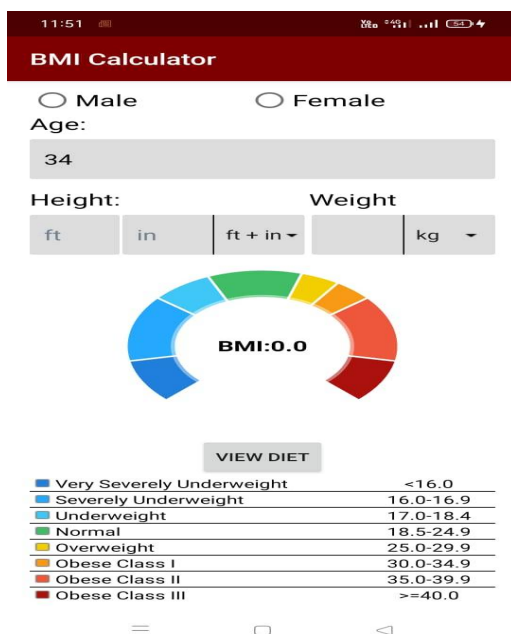 11:51
54
BMI Calculator
Male Female
Age:
34
Height: Weight
ft in ft + in kg
BMI:0.0
VIEW DIET
Very Severely Underweight <16.0
Severely Underweight 16.0-16.9
Underweight 17.0-18.4
Normal 18.5-24.9
Overweight 25.0-29.9
Obese Class I 30.0-34.9
Obese Class II 35.0-39.9
Obese Class III >=40.0